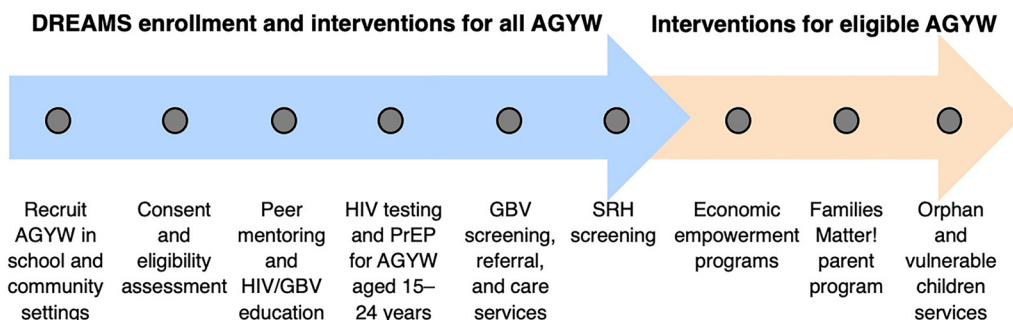 DREAMS enrollment and interventions for all AGYW
Interventions for eligible AGYW
Recruit
AGYW in
school and
community
settings
Consent
and
eligibility
assessment
Peer
mentoring
and
HIV/GBV
education
HIV testing
and PrEP
for AGYW
aged 15–
24 years
GBV
screening,
referral,
and care
services
SRH
screening
Economic
empowerment
programs
Families
Matter!
parent
program
Orphan
and
vulnerable
children
services